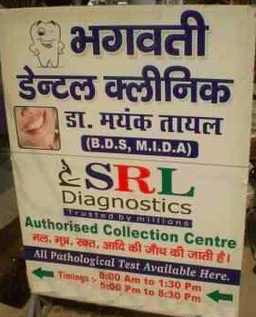 भगवती
डेन्टल क्लीनिक
डा. मयंक तायल
(B.D.S, M.I.D.A)
SRL
Diagnostics
Trusted by millions
Authorised Collection Centre
मल, मूत्र, रक्त, आदि की जाँच की जाती है।
All Pathological Test Available Here.
Timings :- 8:00 Am to 1:30 Pm
5:00 Pm to 8:30 Pm